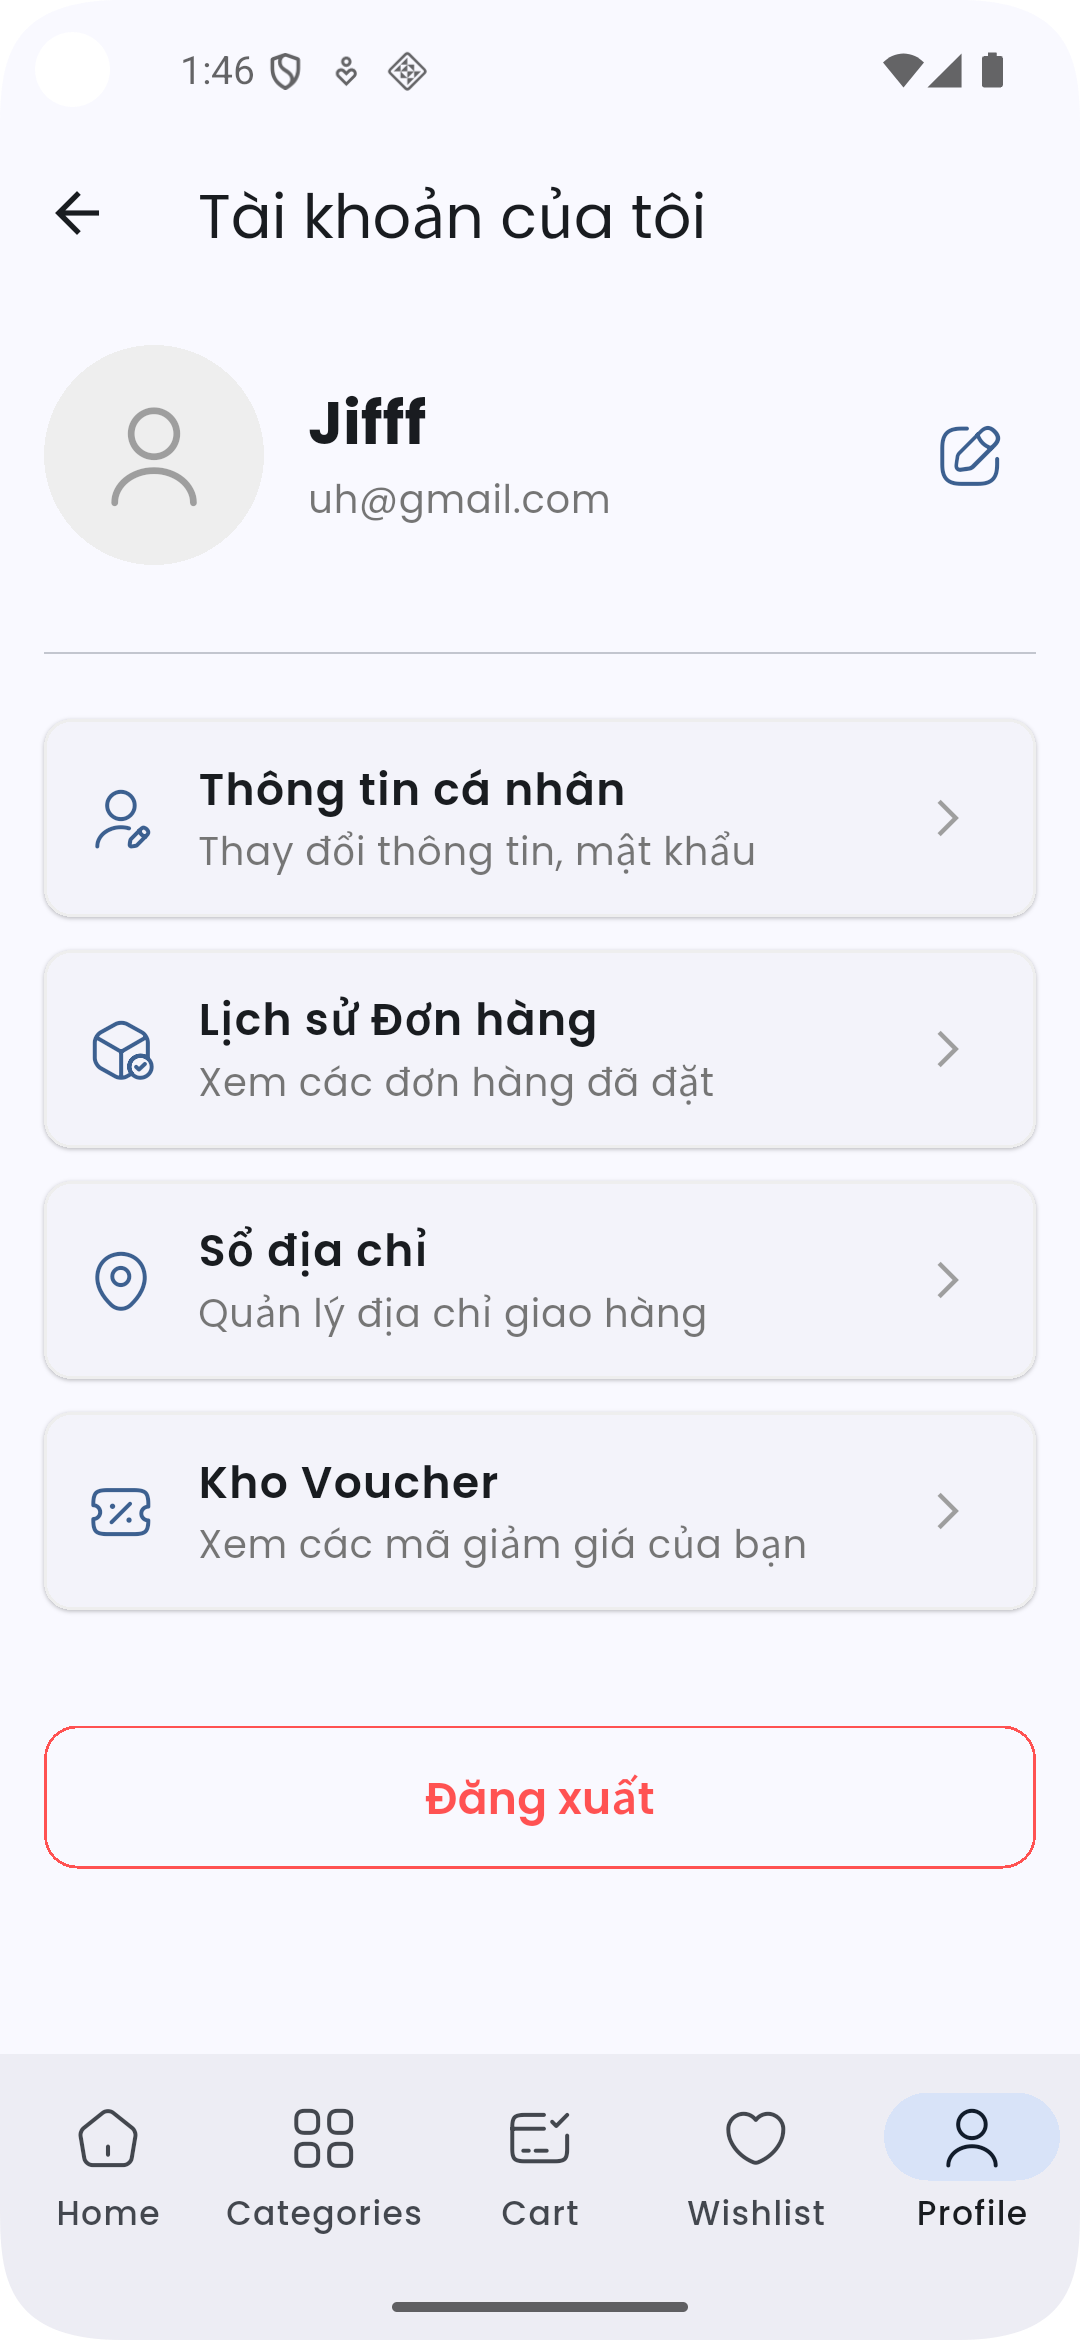 1:46
Tài khoản của tôi
Jifff
uh@gmail.com
Thông tin cá nhân
Thay đổi thông tin, mật khẩu
Lịch sử Đơn hàng
Xem các đơn hàng đã đặt
Sổ địa chỉ
Quản lý địa chỉ giao hàng
Kho Voucher
Xem các mã giảm giá của bạn
Đăng xuất
Home Categories Cart Wishlist Profile